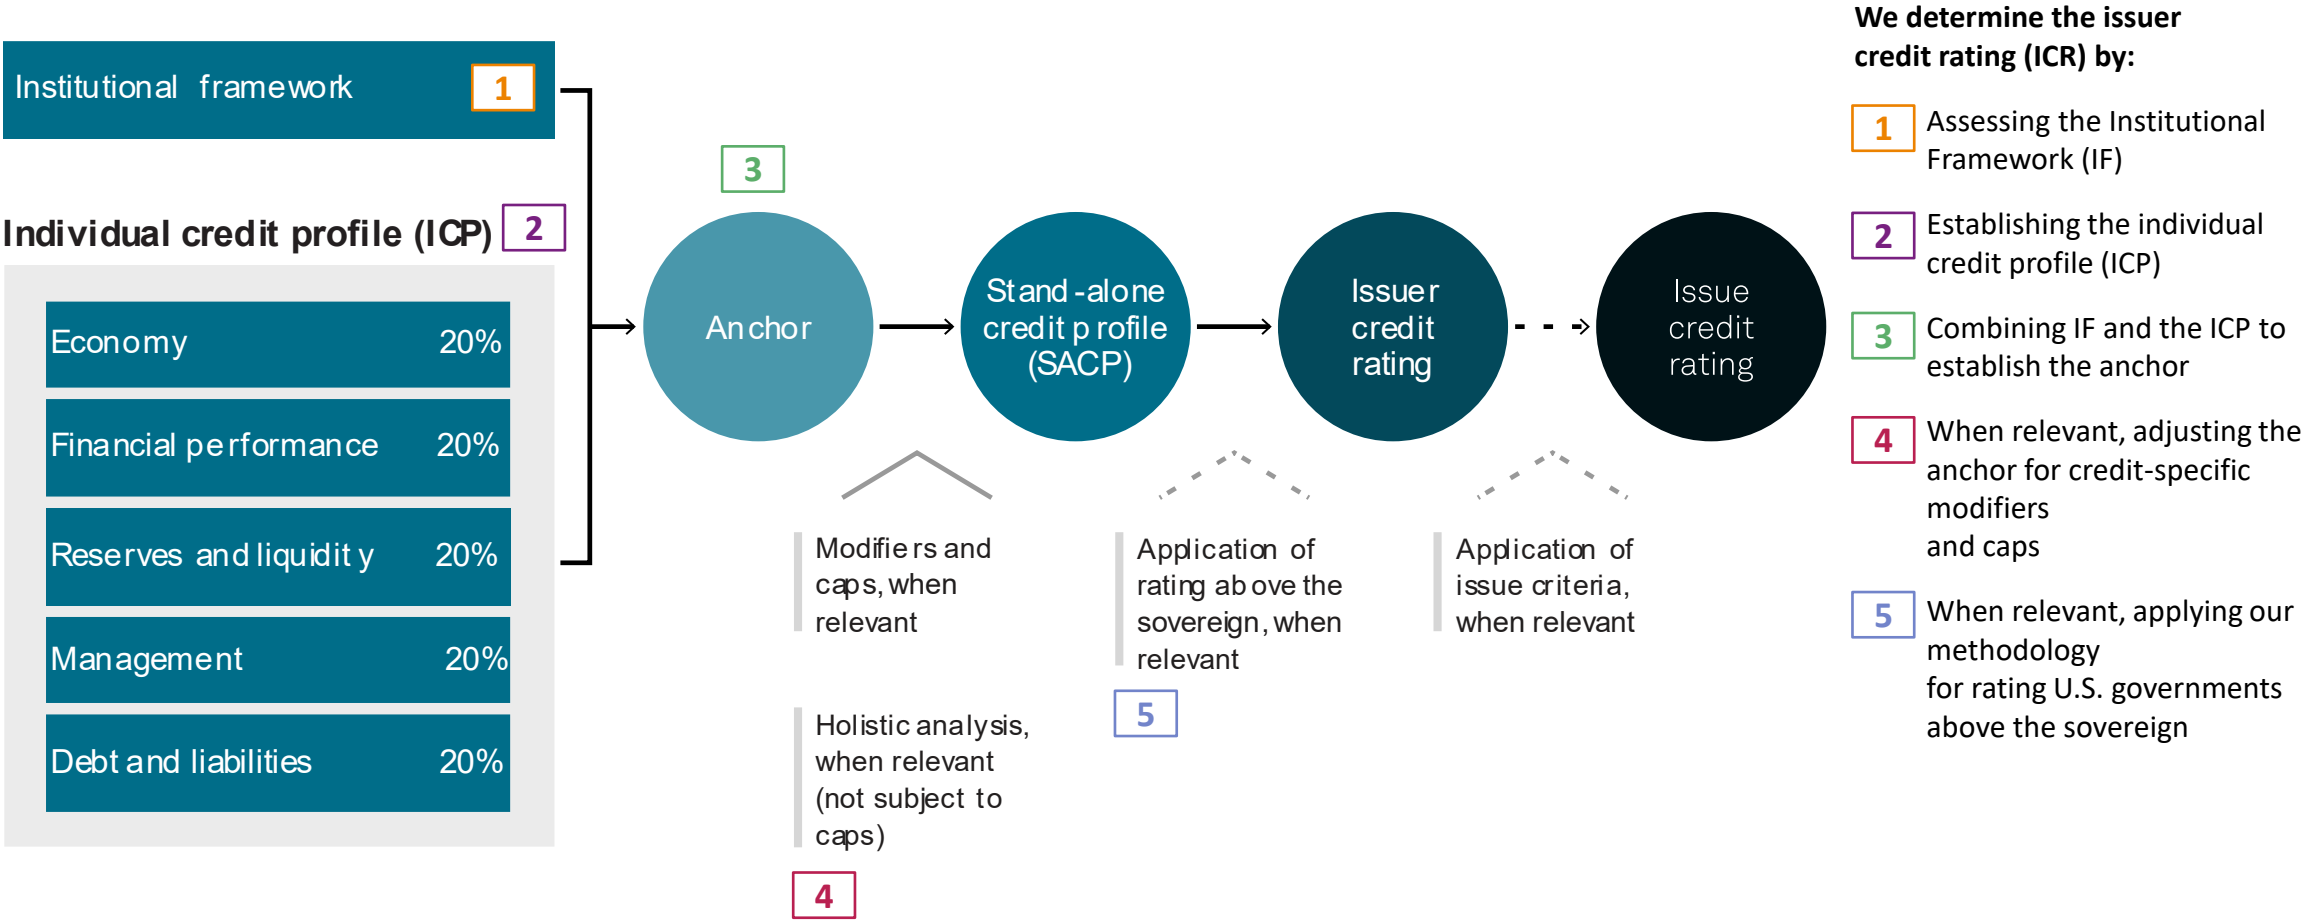 Institutional framework 1
Individual credit profile (ICP) 2
Economy 20%
Financial performance 20%
Reserves and liquidity 20%
Management 20%
Debt and liabilities 20%
3
Anchor
Stand-alone
credit profile
(SACP)
Issuer
credit
rating
Issue
credit
rating
Modifiers and
caps, when
relevant
Holistic analysis,
when relevant
(not subject to
caps)
4
Application of
rating above the
sovereign, when
relevant
5
Application of
issue criteria,
when relevant
We determine the issuer
credit rating (ICR) by:
1 Assessing the Institutional
Framework (IF)
2 Establishing the individual
credit profile (ICP)
3 Combining IF and the ICP to
establish the anchor
4 When relevant, adjusting the
anchor for credit-specific
modifiers
and caps
5 When relevant, applying our
methodology
for rating U.S. governments
above the sovereign